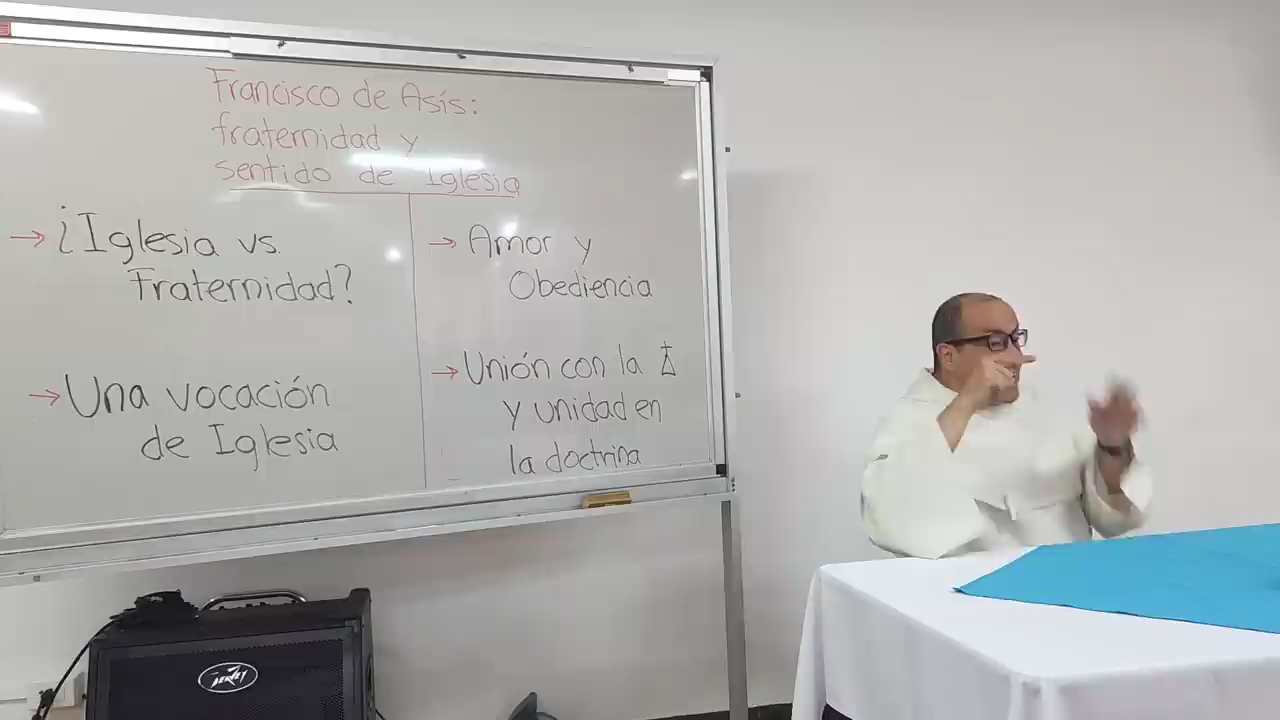 Francisco de Asís:
fraternidad y
sentido de Iglesia
→ ¿Iglesia vs.
Fraternidad?
→ Una vocación
de Iglesia
→ Amor y
Obediencia
→ Unión con la
y unidad en
la doctrina
PEAVEY